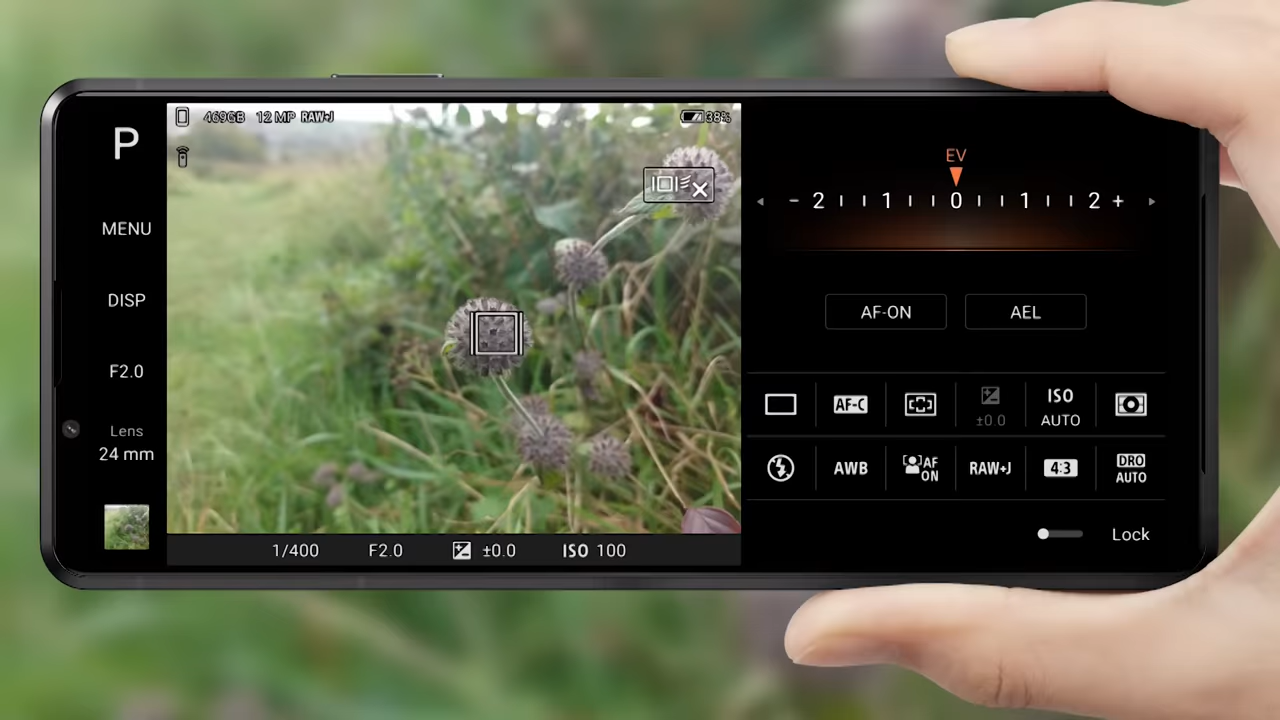 P
MENU
DISP
F2.0
Lens
24 mm
469GB 12 MP RAW+J
38%
1/400 F2.0 ±0.0 ISO 100
EV
- 2 1 0 1 2 +
AF-ON AEL
AF-C ±0.0 ISO AUTO
AWB AF ON RAW+J 4:3 DRO AUTO
Lock